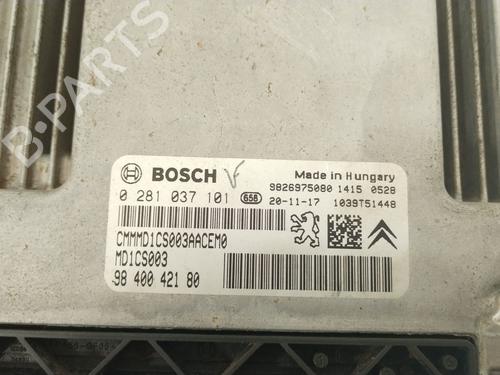 B-PARTS
BOSCH V
Made in Hungary
0 281 037 101 658
9826975080 1415 0528
20-11-17 1039T51448
CMMMD1CS003AACEM0
MD1CS003
98 400 421 80